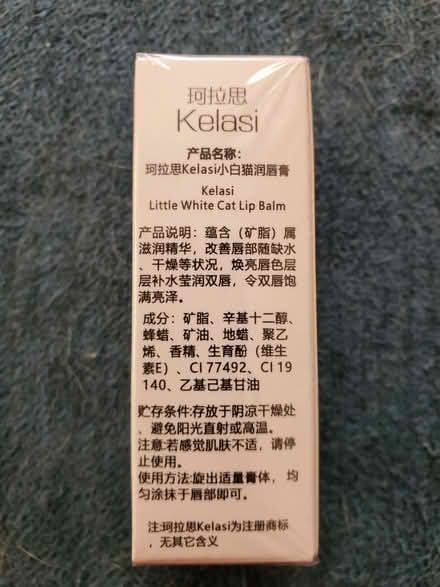 珂拉思
Kelasi
产品名称：
珂拉思Kelasi小白猫润唇膏
Kelasi
Little White Cat Lip Balm
产品说明：蕴含（矿脂）属
滋润精华，改善唇部随缺水
、干燥等状况，焕亮唇色层
层补水莹润双唇，令双唇饱
满亮泽。
成分：矿脂、辛基十二醇、
蜂蜡、矿油、地蜡、聚乙
烯、香精、生育酚（维生
素E）、CI 77492、CI 19
140、乙基己基甘油
贮存条件:存放于阴凉干燥处
、避免阳光直射或高温。
注意:若感觉肌肤不适，请停
止使用。
使用方法:旋出适量膏体，均
匀涂抹于唇部即可。
注:珂拉思Kelasi为注册商标
，无其它含义